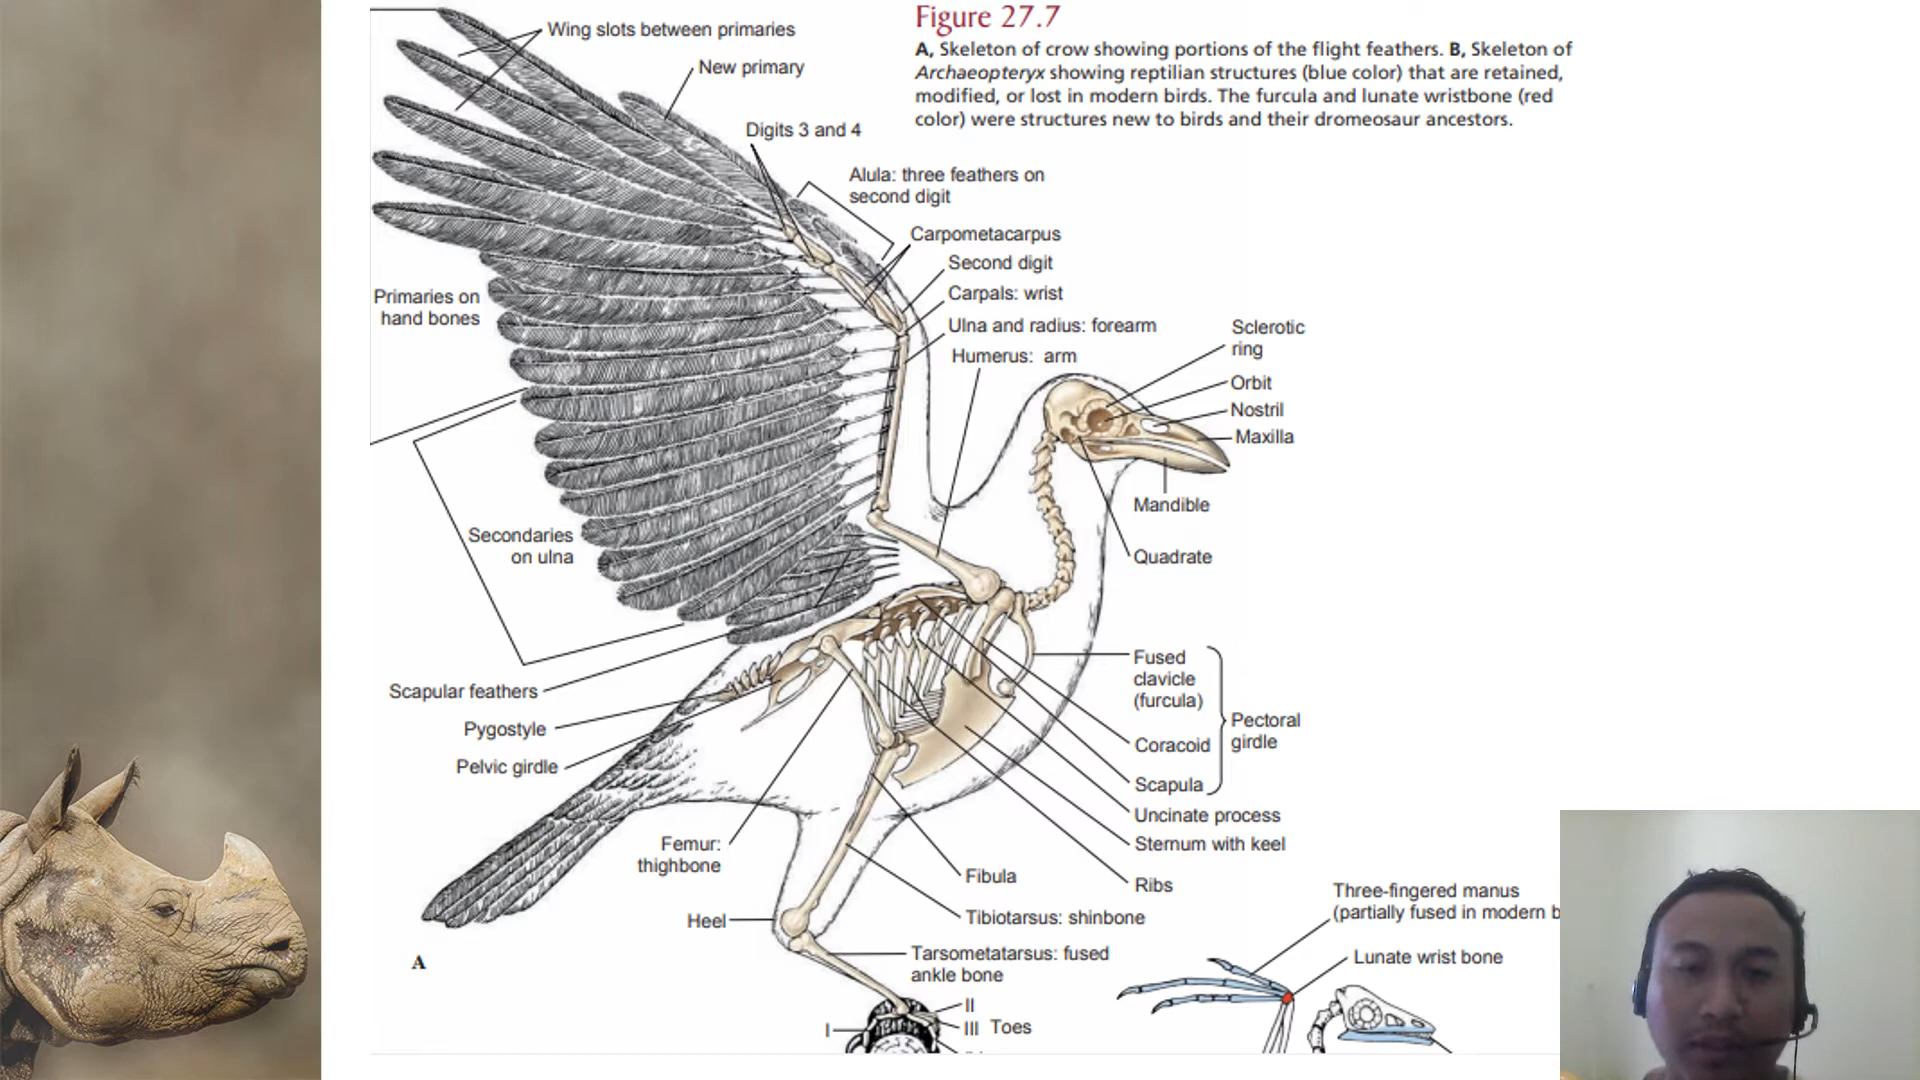 Figure 27.7
A, Skeleton of crow showing portions of the flight feathers. B, Skeleton of
Archaeopteryx showing reptilian structures (blue color) that are retained,
modified, or lost in modern birds. The furcula and lunate wristbone (red
color) were structures new to birds and their dromeosaur ancestors.
Wing slots between primaries
New primary
Digits 3 and 4
Alula: three feathers on
second digit
Carpometacarpus
Second digit
Carpals: wrist
Ulna and radius: forearm
Humerus: arm
Primaries on
hand bones
Sclerotic
ring
Orbit
Nostril
Maxilla
Mandible
Quadrate
Secondaries
on ulna
Scapular feathers
Pygostyle
Pelvic girdle
Fused
clavicle
(furcula)
Coracoid
Scapula
Pectoral
girdle
Uncinate process
Sternum with keel
Ribs
Femur:
thighbone
Fibula
Heel
Tibiotarsus: shinbone
Tarsometatarsus: fused
ankle bone
A
II
III Toes
I
Three-fingered manus
(partially fused in modern b
Lunate wrist bone